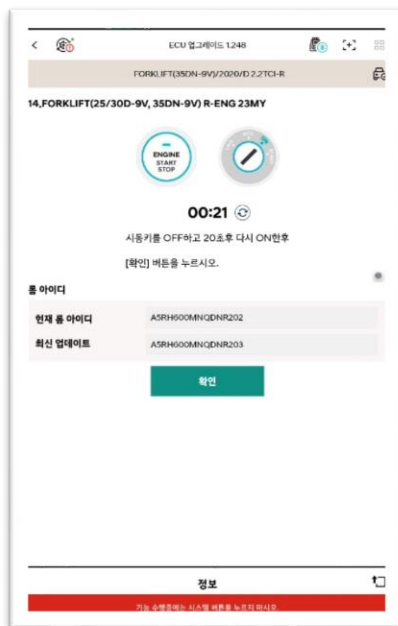 ECU 업그레이드 1.248
FORKLIFT(35DN-9V)/2020/D 2.2TCI-R
14,FORKLIFT(25/30D-9V, 35DN-9V) R-ENG 23MY
ENGINE
START
STOP
00:21
시동키를 OFF하고 20초후 다시 ON한후
[확인] 버튼을 누르시오.
롬 아이디
현재 롬 아이디 A5RH600MNQDNR202
최신 업데이트 A5RH600MNQDNR203
확인
정보
기능 수행중에는 시스템 버튼을 누르지 마시오.